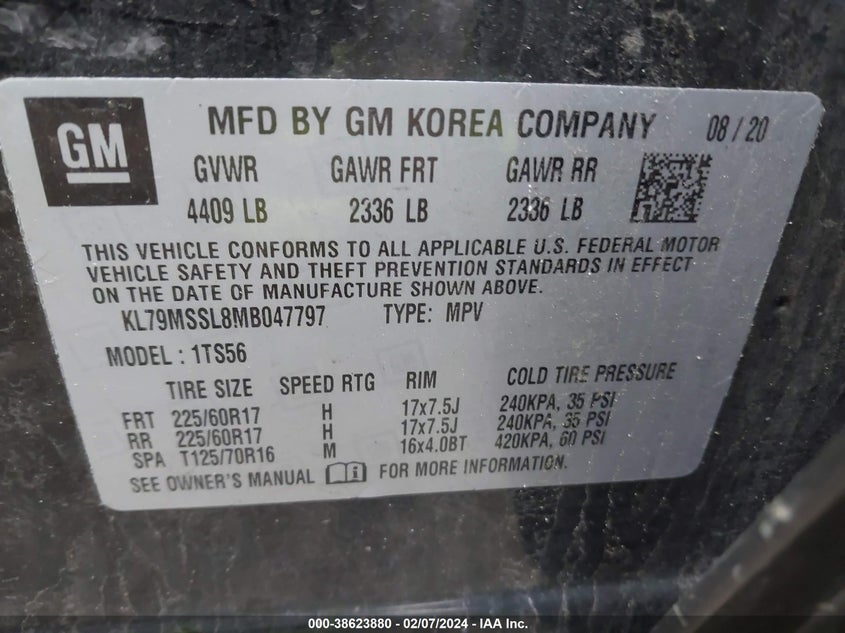 GM
MFD BY GM KOREA COMPANY 08/20
GVWR GAWR FRT GAWR RR
4409 LB 2336 LB 2336 LB
THIS VEHICLE CONFORMS TO ALL APPLICABLE U.S. FEDERAL MOTOR
VEHICLE SAFETY AND THEFT PREVENTION STANDARDS IN EFFECT
ON THE DATE OF MANUFACTURE SHOWN ABOVE.
KL79MSSL8MB047797 TYPE: MPV
MODEL : 1TS56
TIRE SIZE SPEED RTG RIM COLD TIRE PRESSURE
FRT 225/60R17 H 17x7.5J 240KPA, 35 PSI
RR 225/60R17 H 17x7.5J 240KPA, 35 PSI
SPA T125/70R16 M 16x4.0BT 420KPA, 60 PSI
SEE OWNER'S MANUAL i FOR MORE INFORMATION.
000-38623880 - 02/07/2024 - IAA Inc.